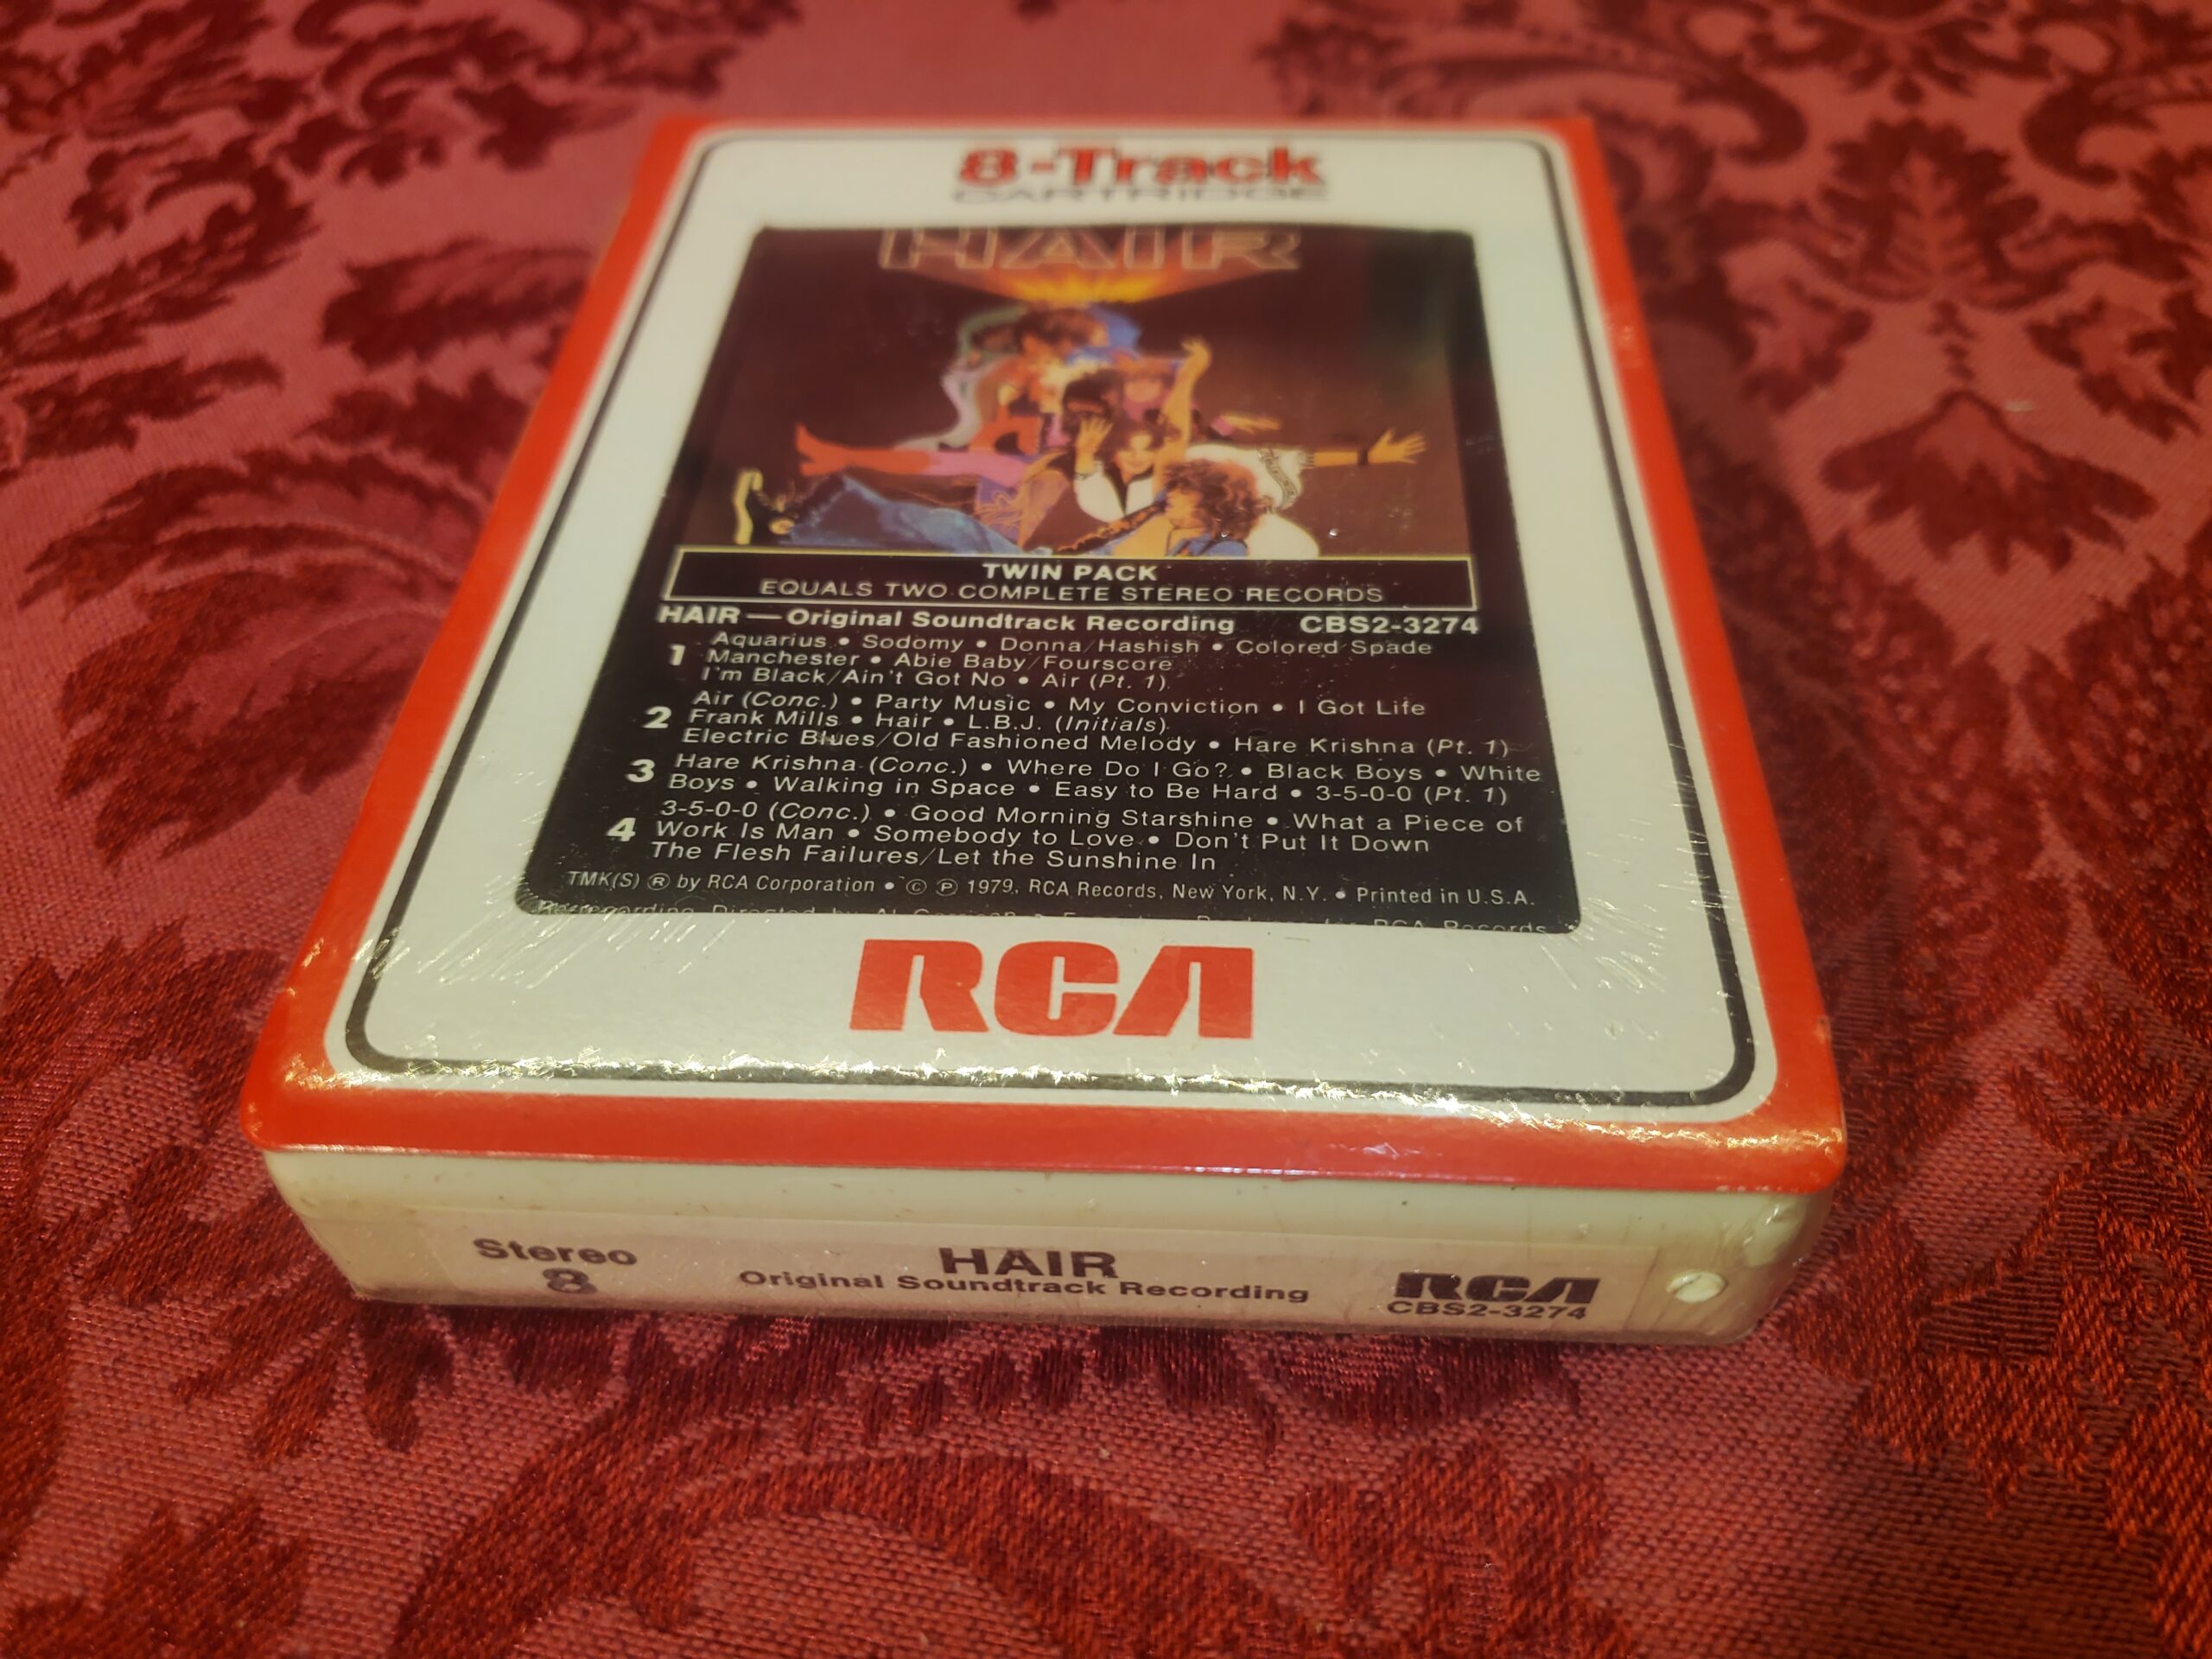 8-Track
CARTRIDGE
HAIR
TWIN PACK
EQUALS TWO COMPLETE STEREO RECORDS
HAIR—Original Soundtrack Recording CBS2-3274
1 Aquarius • Sodomy • Donna/Hashish • Colored Spade
Manchester • Abie Baby/Fourscore
I'm Black/Ain't Got No • Air (Pt. 1)
2 Air (Conc.) • Party Music • My Conviction • I Got Life
Frank Mills • Hair • L.B.J. (Initials)
Electric Blues/Old Fashioned Melody • Hare Krishna (Pt. 1)
3 Hare Krishna (Conc.) • Where Do I Go? • Black Boys • White
Boys • Walking in Space • Easy to Be Hard • 3-5-0-0 (Pt. 1)
4 3-5-0-0 (Conc.) • Good Morning Starshine • What a Piece of
Work Is Man • Somebody to Love • Don't Put It Down
The Flesh Failures/Let the Sunshine In
TMK(S) ® by RCA Corporation • © ℗ 1979, RCA Records, New York, N.Y. • Printed in U.S.A.
RCA Records
RCA
Stereo
8
HAIR
Original Soundtrack Recording
RCA
CBS2-3274